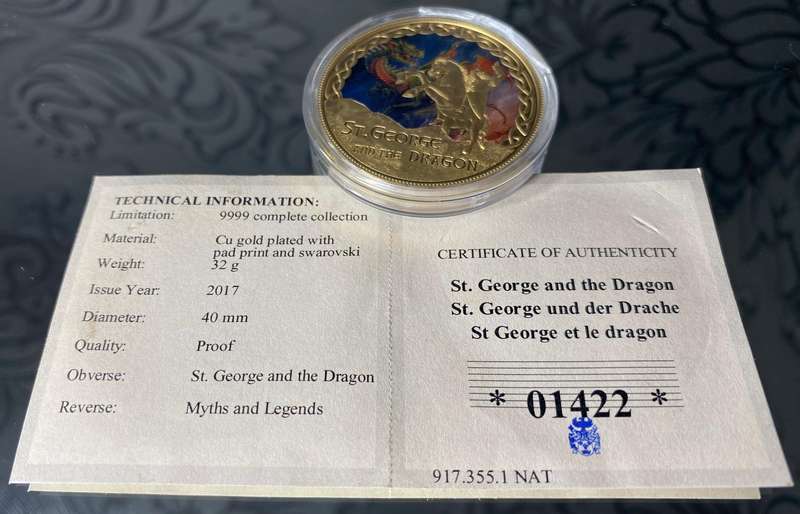 ST. GEORGE
AND THE DRAGON
TECHNICAL INFORMATION:
Limitation: 9999 complete collection
Material: Cu gold plated with
pad print and swarovski
Weight: 32 g
Issue Year: 2017
Diameter: 40 mm
Quality: Proof
Obverse: St. George and the Dragon
Reverse: Myths and Legends
CERTIFICATE OF AUTHENTICITY
St. George and the Dragon
St. George und der Drache
St George et le dragon
* 01422 *
917.355.1 NAT